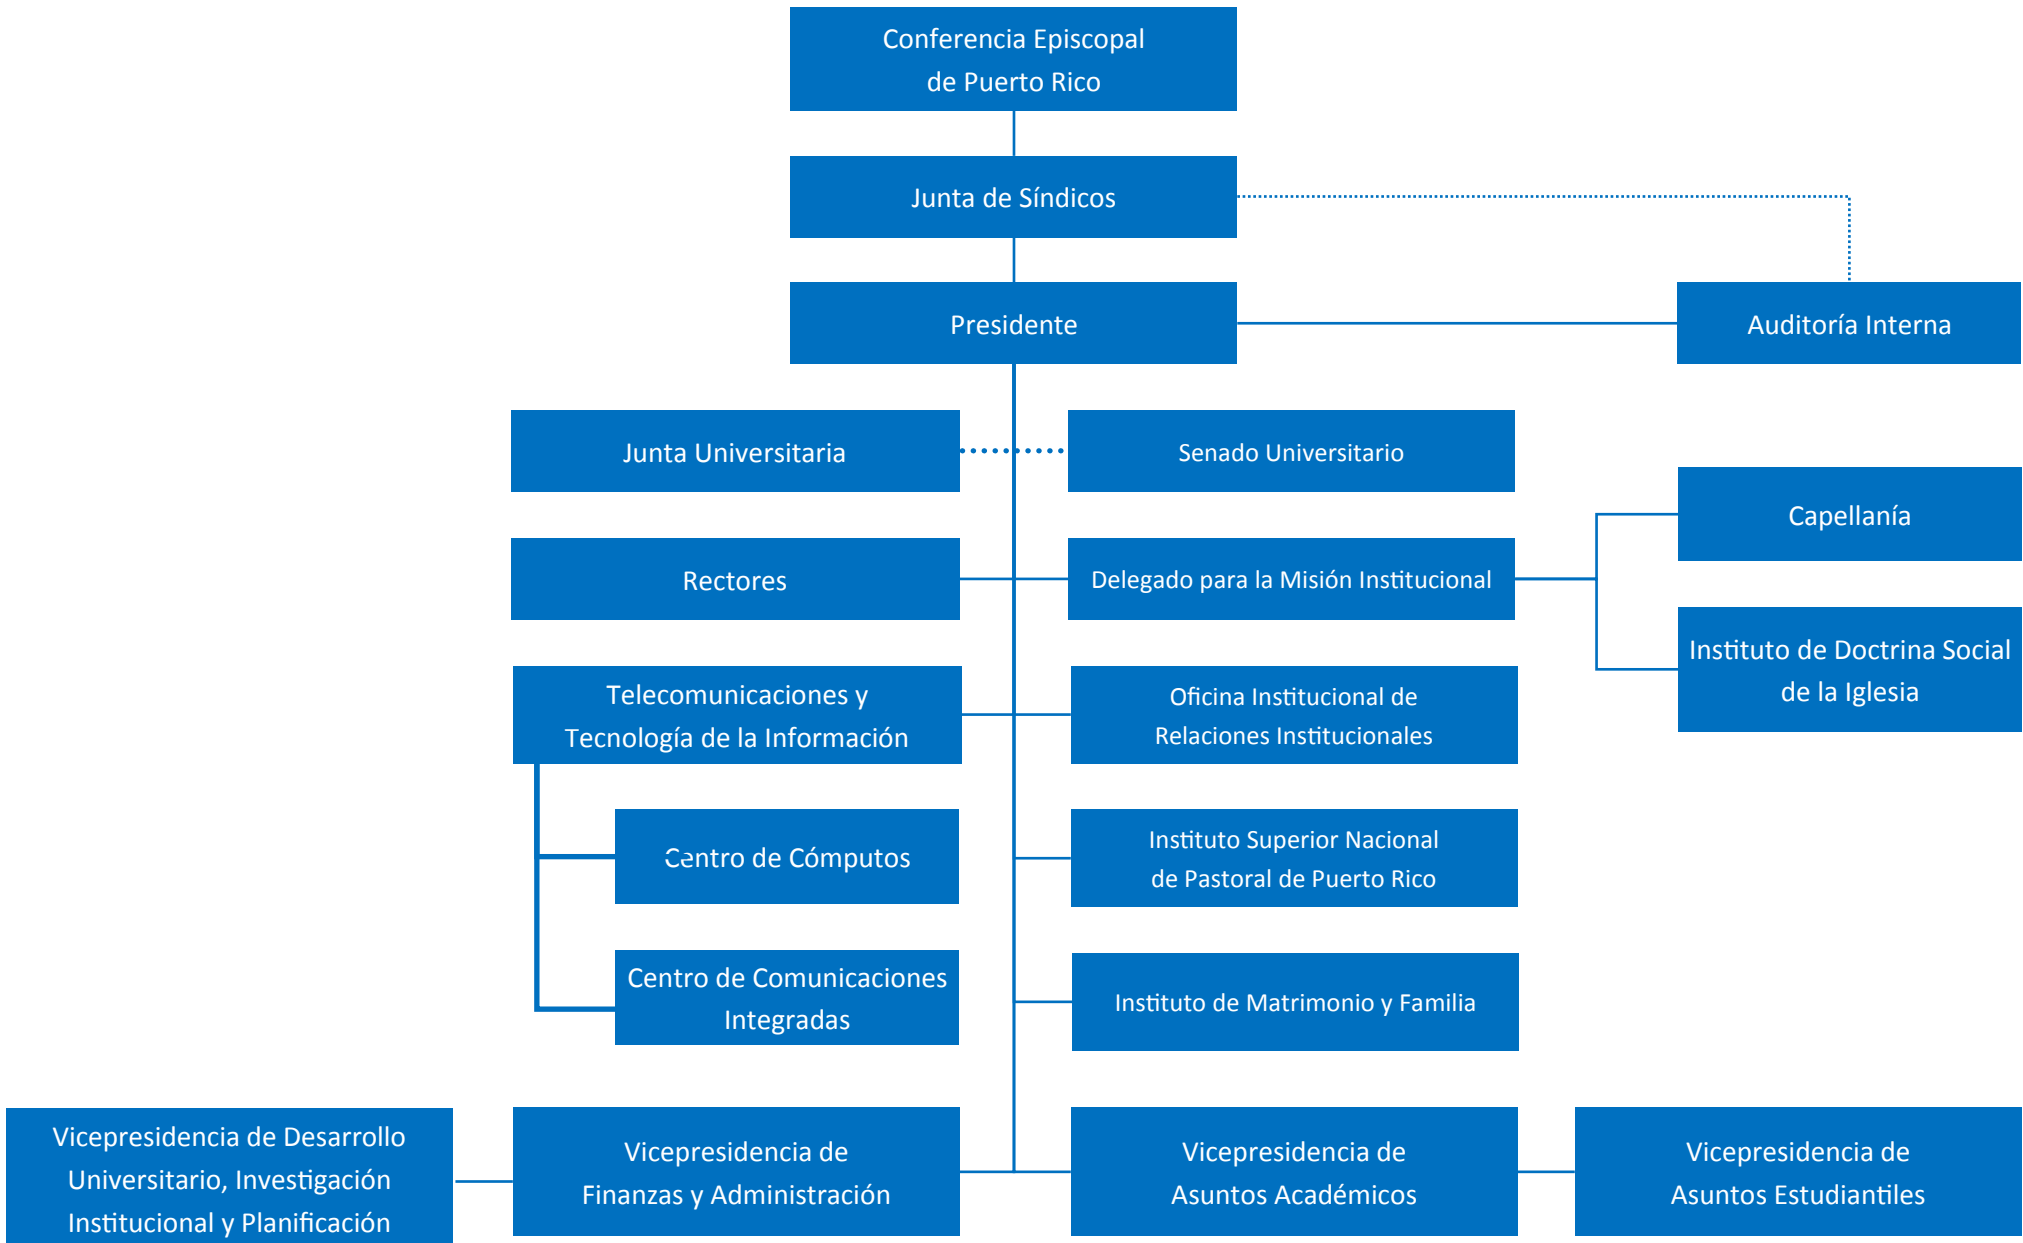 Conferencia Episcopal
de Puerto Rico
Junta de Síndicos
Presidente
Auditoría Interna
Junta Universitaria
Senado Universitario
Capellanía
Rectores
Delegado para la Misión Institucional
Instituto de Doctrina Social
de la Iglesia
Telecomunicaciones y
Tecnología de la Información
Oficina Institucional de
Relaciones Institucionales
Centro de Cómputos
Instituto Superior Nacional
de Pastoral de Puerto Rico
Centro de Comunicaciones
Integradas
Instituto de Matrimonio y Familia
Vicepresidencia de Desarrollo
Universitario, Investigación
Institucional y Planificación
Vicepresidencia de
Finanzas y Administración
Vicepresidencia de
Asuntos Académicos
Vicepresidencia de
Asuntos Estudiantiles